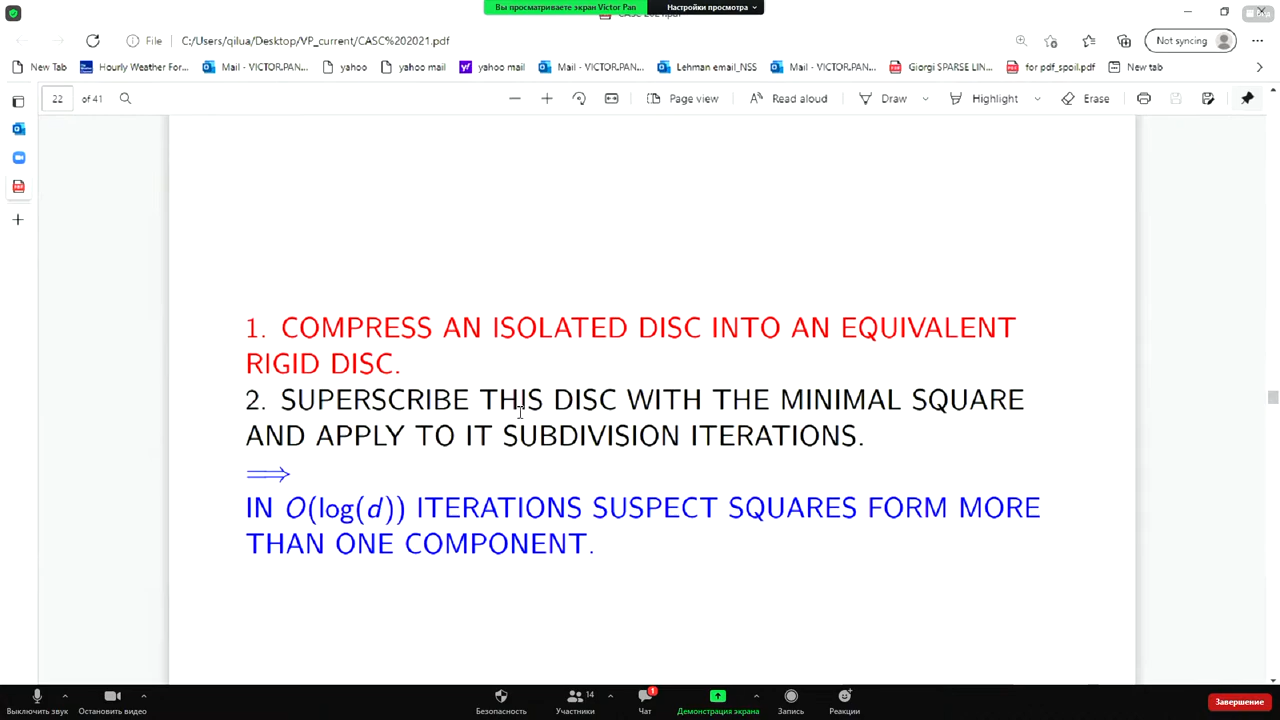 Вы просматриваете экран Victor Pan
Настройки просмотра
File
C:/Users/qilua/Desktop/VP_current/CASC%202021.pdf
Not syncing
New Tab
Hourly Weather For...
Mail - VICTOR.PAN...
yahoo
yahoo mail
yahoo mail
Mail - VICTOR.PAN...
Lehman email_NSS
Mail - VICTOR.PAN...
Giorgi SPARSE LIN...
for pdf_spoil.pdf
New tab
22 of 41
Page view
Read aloud
Draw
Highlight
Erase
1. COMPRESS AN ISOLATED DISC INTO AN EQUIVALENT
RIGID DISC.
2. SUPERSCRIBE THIS DISC WITH THE MINIMAL SQUARE
AND APPLY TO IT SUBDIVISION ITERATIONS.
⟹
IN O(log(d)) ITERATIONS SUSPECT SQUARES FORM MORE
THAN ONE COMPONENT.
Выключить звук
Остановить видео
Безопасность
14
Участники
1
Чат
Демонстрация экрана
Запись
Реакции
Завершение